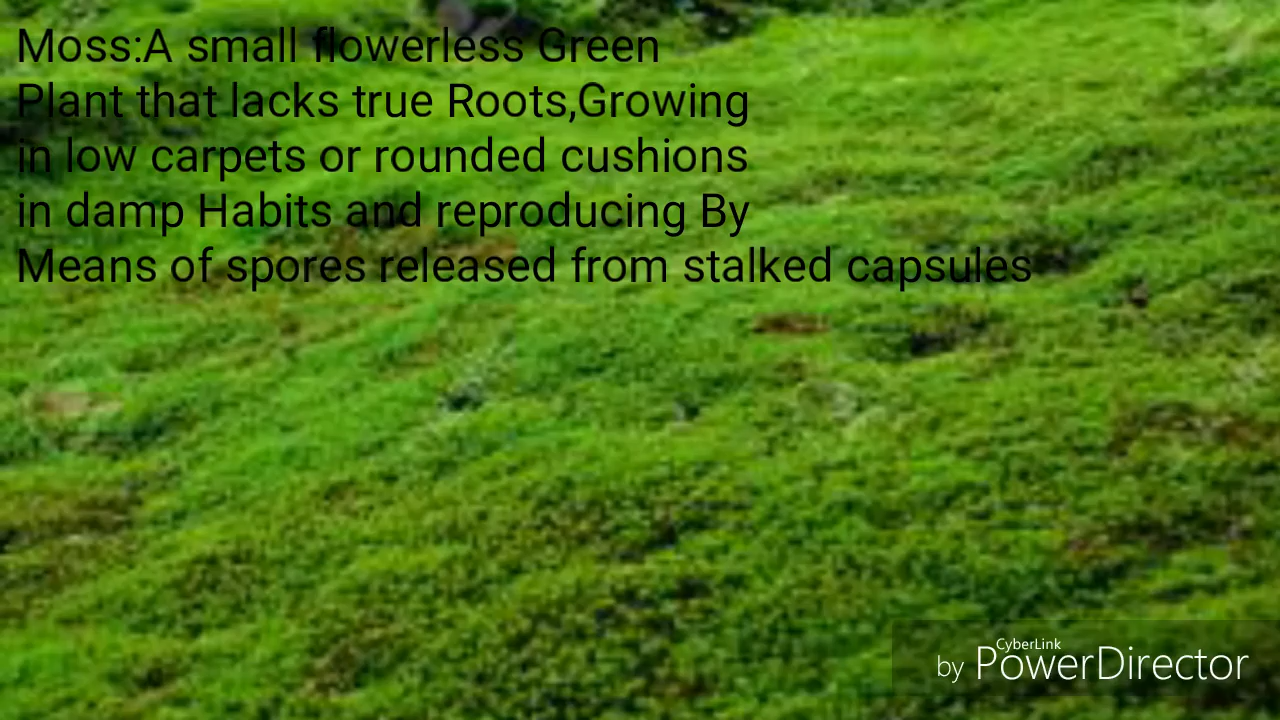 Moss:A small flowerless Green
Plant that lacks true Roots,Growing
in low carpets or rounded cushions
in damp Habits and reproducing By
Means of spores released from stalked capsules
CyberLink
by PowerDirector